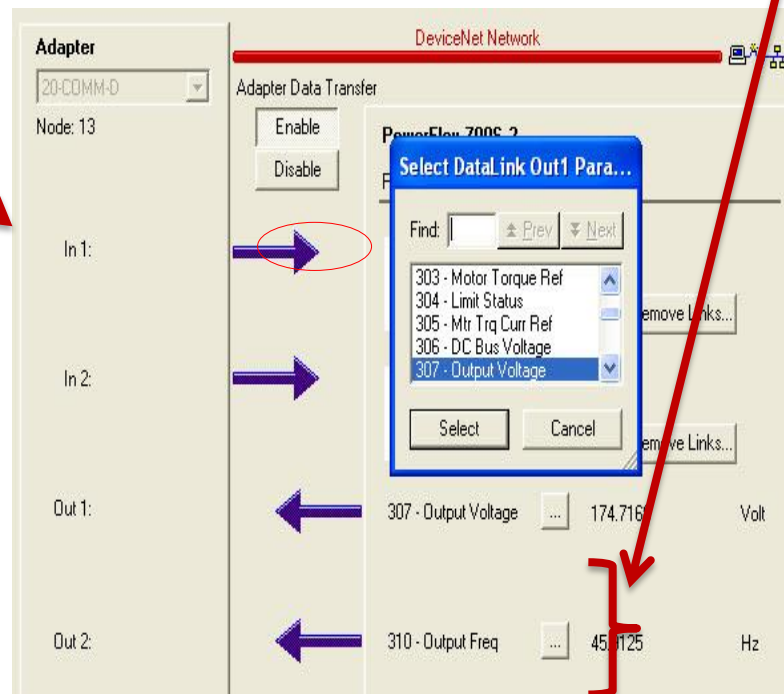 DeviceNet Network
Adapter
20-COMM-D
Adapter Data Transfer
Node: 13
Enable
Disable
Select DataLink Out1 Para...
Find:
Prev
Next
In 1:
303 - Motor Torque Ref
304 - Limit Status
305 - Mtr Trq Curr Ref
306 - DC Bus Voltage
307 - Output Voltage
emove Links...
In 2:
Select
Cancel
emove Links...
Out 1:
307 - Output Voltage
...
174.716
Volt
Out 2:
310 - Output Freq
...
Hz